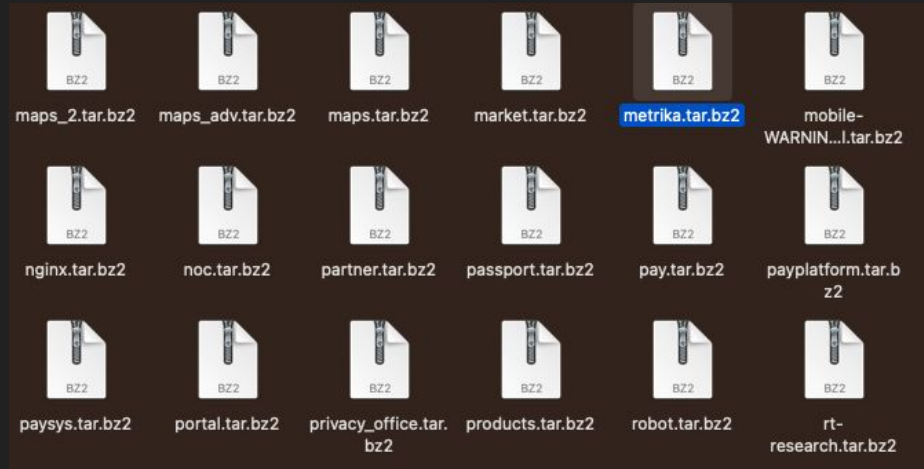 BZ2 BZ2 BZ2 BZ2 BZ2 BZ2
maps_2.tar.bz2 maps_adv.tar.bz2 maps.tar.bz2 market.tar.bz2 metrika.tar.bz2 mobile-
WARNIN...l.tar.bz2
BZ2 BZ2 BZ2 BZ2 BZ2 BZ2
nginx.tar.bz2 noc.tar.bz2 partner.tar.bz2 passport.tar.bz2 pay.tar.bz2 payplatform.tar.b
z2
BZ2 BZ2 BZ2 BZ2 BZ2 BZ2
paysys.tar.bz2 portal.tar.bz2 privacy_office.tar. products.tar.bz2 robot.tar.bz2 rt-
bz2 research.tar.bz2